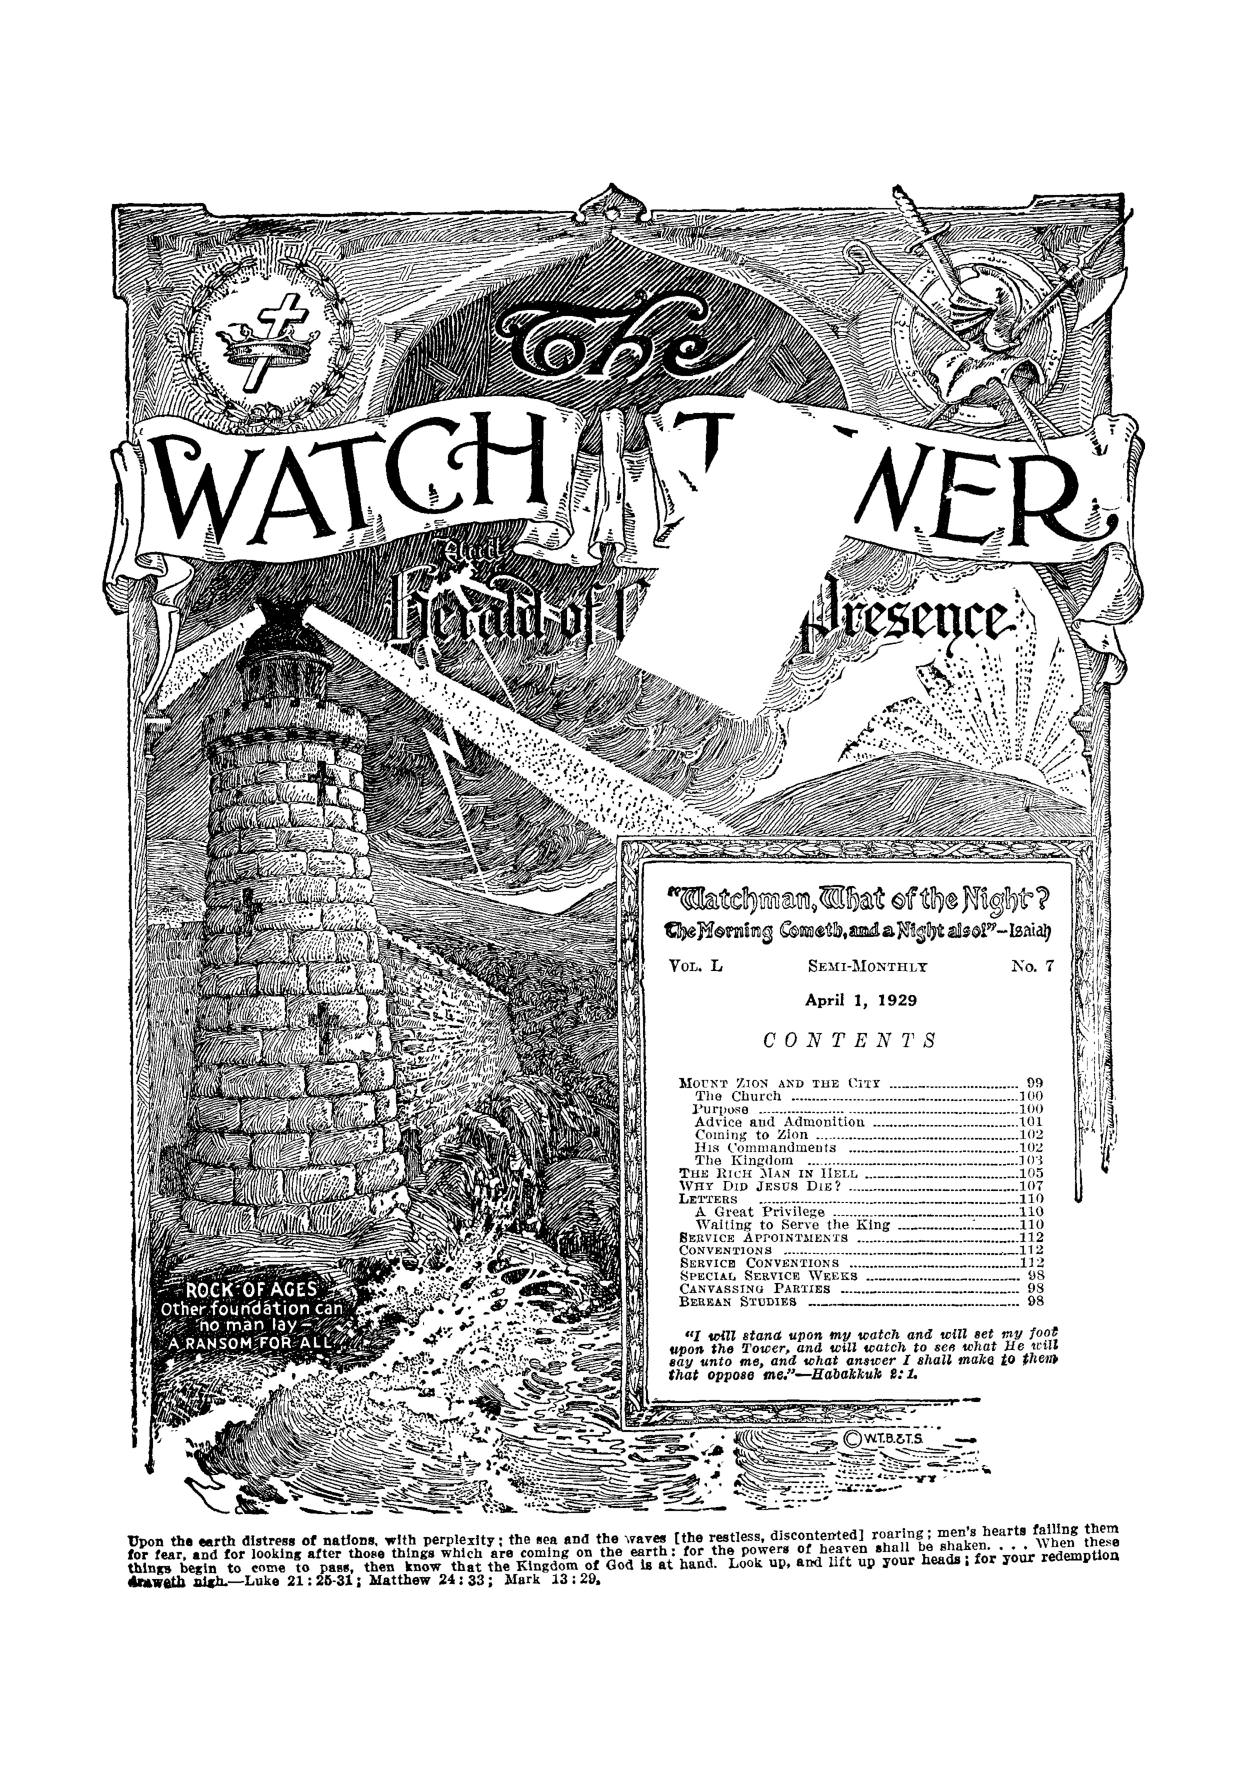 The
WATCH T WER
And
Herald of Presence
"Watchman, What of the Night?
The Morning Cometh, and a Night also!"—Isaiah
VOL. L SEMI-MONTHLY No. 7
April 1, 1929
CONTENTS
MOUNT ZION AND THE CITY 99
The Church 100
Purpose 100
Advice and Admonition 101
Coming to Zion 102
His Commandments 102
The Kingdom 103
THE RICH MAN IN HELL 105
WHY DID JESUS DIE? 107
LETTERS 110
A Great Privilege 110
Waiting to Serve the King 110
SERVICE APPOINTMENTS 112
CONVENTIONS 112
SERVICE CONVENTIONS 112
SPECIAL SERVICE WEEKS 98
CANVASSING PARTIES 98
BEREAN STUDIES 98
"I will stand upon my watch and will set my foot
upon the Tower, and will watch to see what He will
say unto me, and what answer I shall make to them
that oppose me."—Habakkuk 2:1.
ROCK OF AGES
Other foundation can
no man lay—
A RANSOM FOR ALL
©W.T.B.&T.S.
Upon the earth distress of nations, with perplexity; the sea and the waves [the restless, discontented] roaring; men's hearts failing them
for fear, and for looking after those things which are coming on the earth: for the powers of heaven shall be shaken. . . . When these
things begin to come to pass, then know that the Kingdom of God is at hand. Look up, and lift up your heads; for your redemption
draweth nigh.—Luke 21:25-31; Matthew 24:33; Mark 13:29.